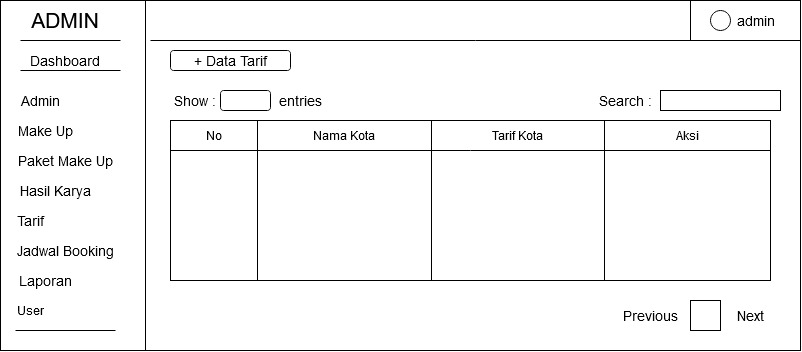 ADMIN
admin
Dashboard
+ Data Tarif
Admin
Make Up
Paket Make Up
Hasil Karya
Tarif
Jadwal Booking
Laporan
User
Show : entries
Search :
No Nama Kota Tarif Kota Aksi
Previous Next